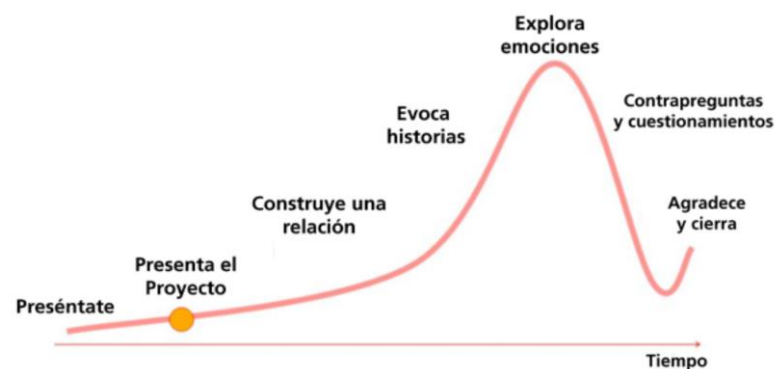 Preséntate
Presenta el
Proyecto
Construye una
relación
Evoca
historias
Explora
emociones
Contrapreguntas
y cuestionamientos
Agradece
y cierra
Tiempo